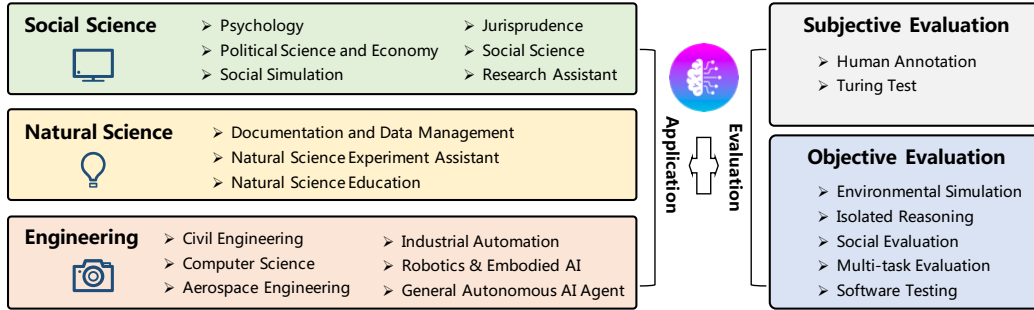 Social Science
Psychology
Political Science and Economy
Social Simulation
Jurisprudence
Social Science
Research Assistant
Natural Science
Documentation and Data Management
Natural Science Experiment Assistant
Natural Science Education
Engineering
Civil Engineering
Computer Science
Aerospace Engineering
Industrial Automation
Robotics & Embodied AI
General Autonomous AI Agent
Application
Evaluation
Subjective Evaluation
Human Annotation
Turing Test
Objective Evaluation
Environmental Simulation
Isolated Reasoning
Social Evaluation
Multi-task Evaluation
Software Testing